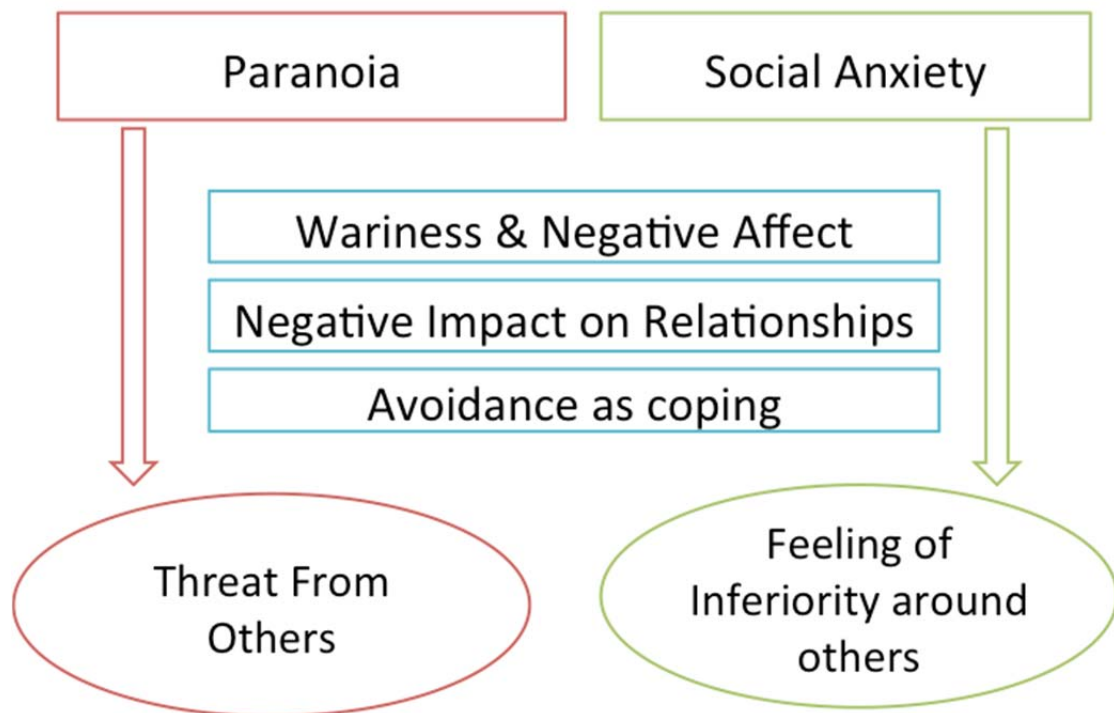 Paranoia
Social Anxiety
Wariness & Negative Affect
Negative Impact on Relationships
Avoidance as coping
Threat From
Others
Feeling of
Inferiority around
others